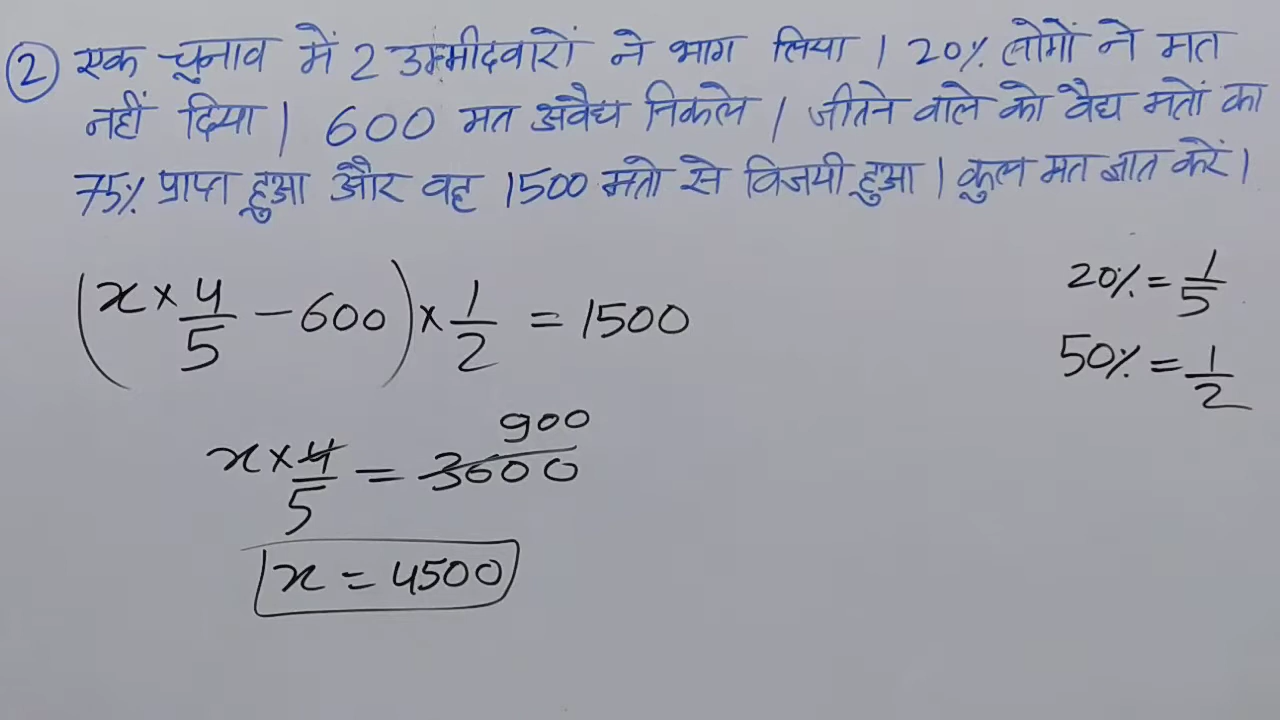 ② एक चुनाव में 2 उम्मीदवारों ने भाग लिया । 20% लोगों ने मत
नहीं दिया । 600 मत अवैध निकले । जीतने वाले को वैध मतों का
75% प्राप्त हुआ और वह 1500 मतो से विजयी हुआ । कुल मत ज्ञात करें ।
(x × 4/5 − 600) × 1/2 = 1500
20% = 1/5
50% = 1/2
900
x × 4/5 = 3600
x = 4500